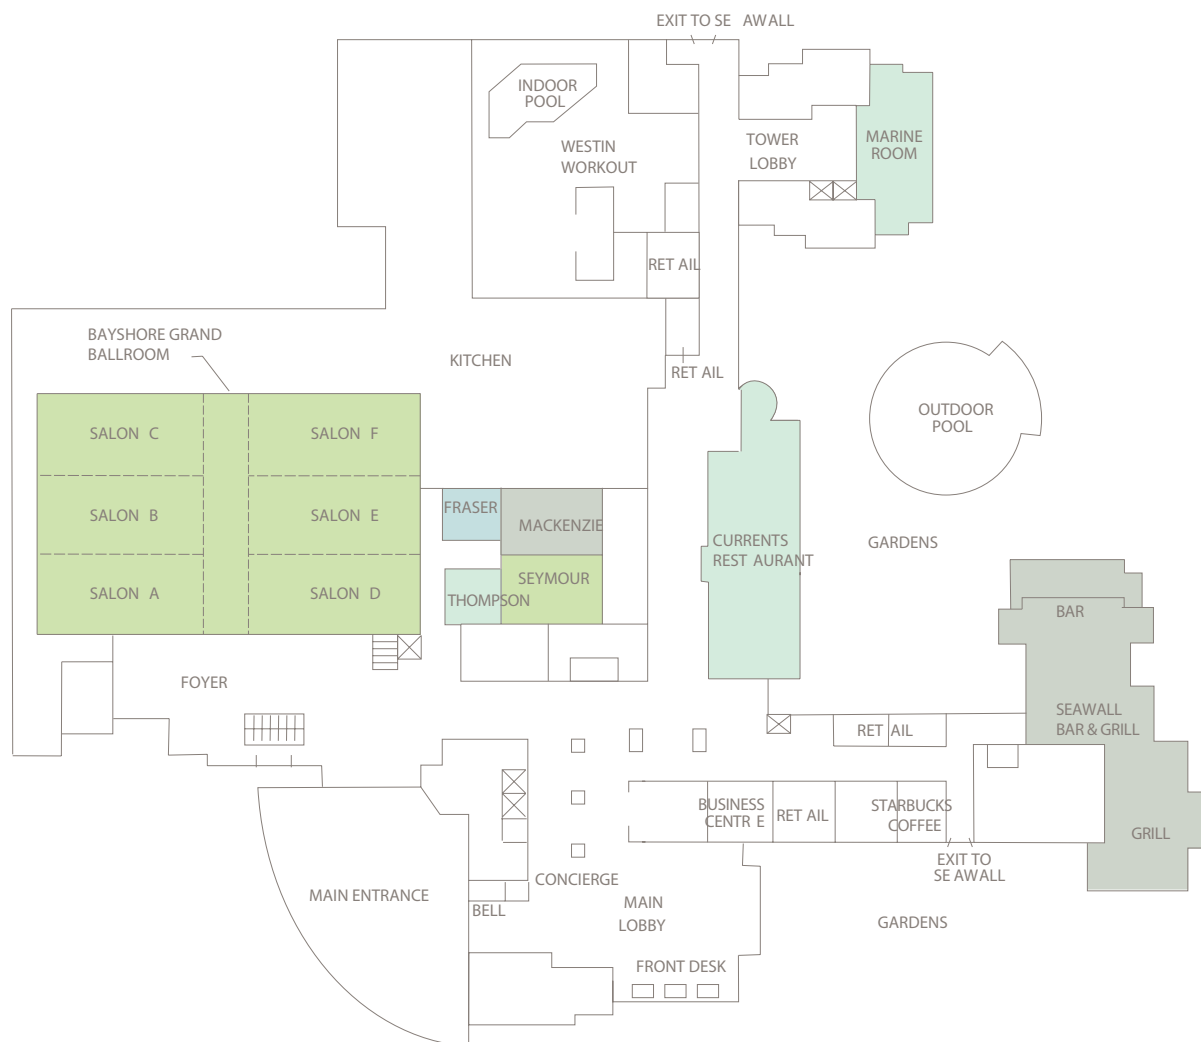 EXIT TO SE AWALL
INDOOR
POOL
WESTIN
WORKOUT
TOWER
LOBBY
MARINE
ROOM
RET AIL
BAYSHORE GRAND
BALLROOM
KITCHEN
RET AIL
OUTDOOR
POOL
SALON C
SALON F
SALON B
SALON E
SALON A
SALON D
FRASER
MACKENZIE
SEYMOUR
THOMPSON
CURRENTS
REST AURANT
GARDENS
BAR
SEAWALL
BAR & GRILL
FOYER
RET AIL
BUSINESS
CENTR E
RET AIL
STARBUCKS
COFFEE
GRILL
EXIT TO
SE AWALL
CONCIERGE
MAIN ENTRANCE
BELL
MAIN
LOBBY
GARDENS
FRONT DESK